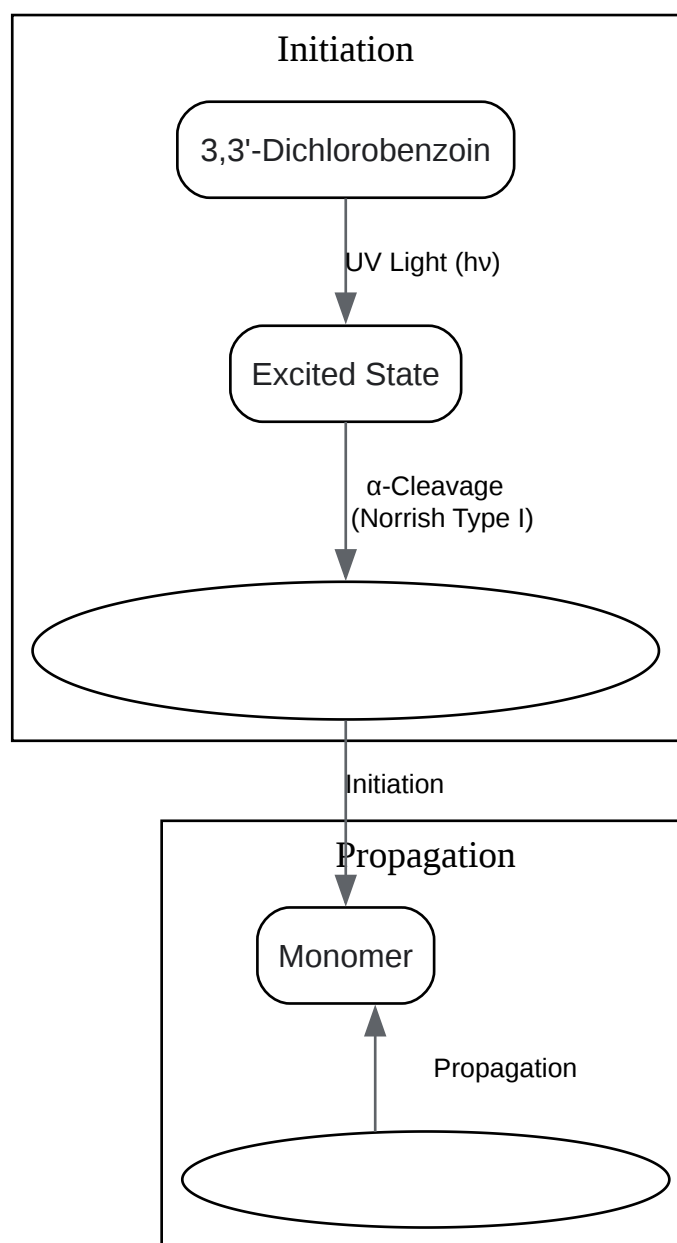 Initiation
3,3'-Dichlorobenzoin
UV Light (hν)
Excited State
α-Cleavage
(Norrish Type I)
Initiation
Propagation
Monomer
Propagation